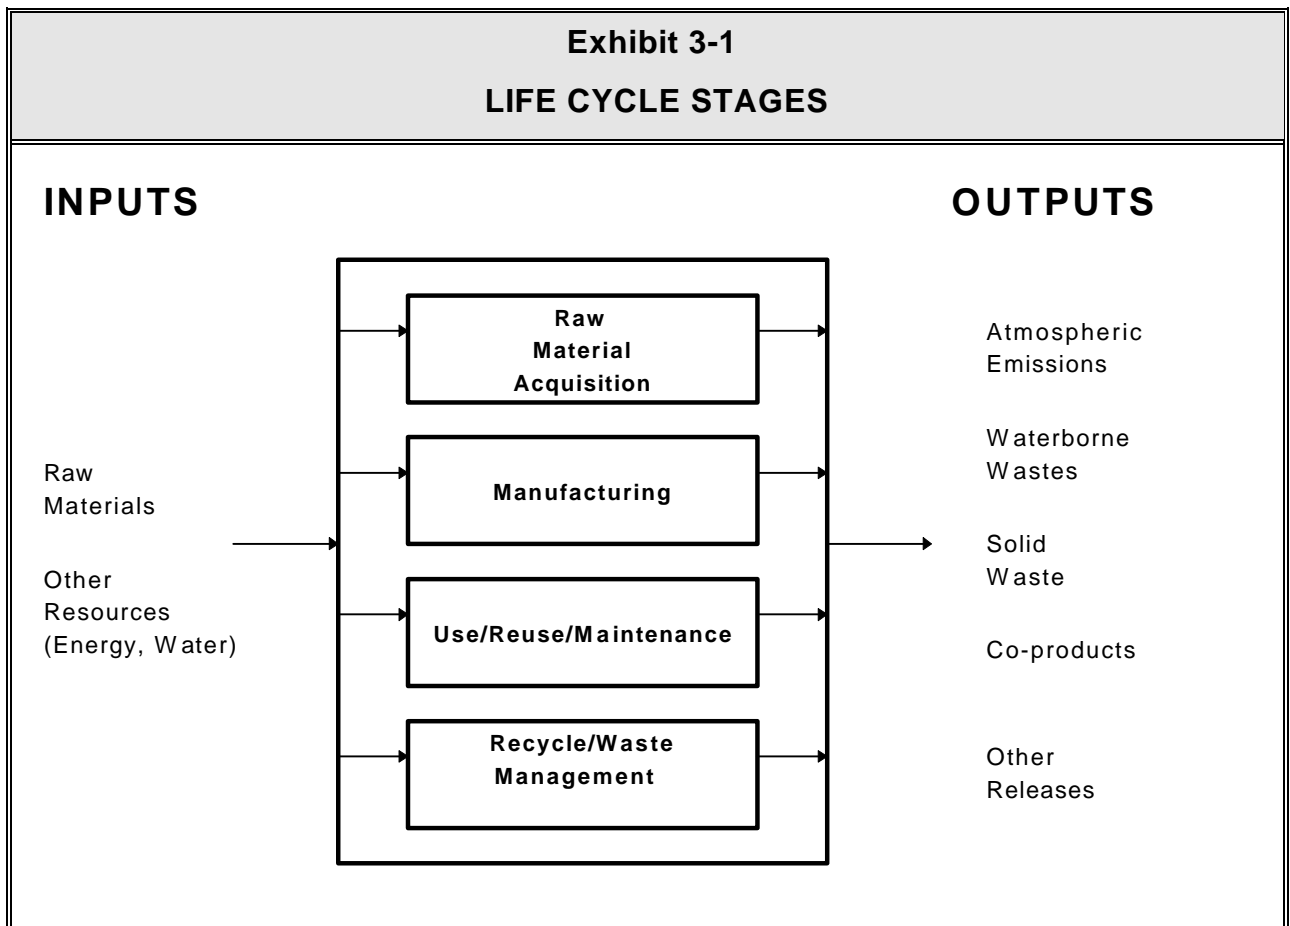 Exhibit 3-1
LIFE CYCLE STAGES
INPUTS
OUTPUTS
Raw
Materials
Other
Resources
(Energy, Water)
Raw
Material
Acquisition
Manufacturing
Use/Reuse/Maintenance
Recycle/Waste
Management
Atmospheric
Emissions
Waterborne
Wastes
Solid
Waste
Co-products
Other
Releases